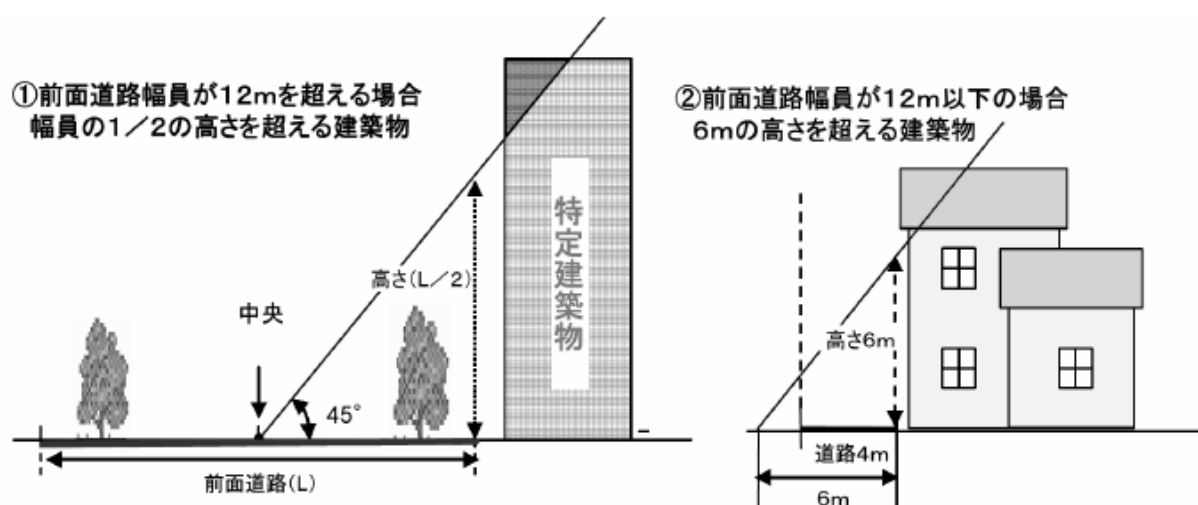 ①前面道路幅員が12mを超える場合
幅員の1/2の高さを超える建築物
特定建築物
高さ(L/2)
中央
45°
前面道路(L)
②前面道路幅員が12m以下の場合
6mの高さを超える建築物
高さ6m
道路4m
6m